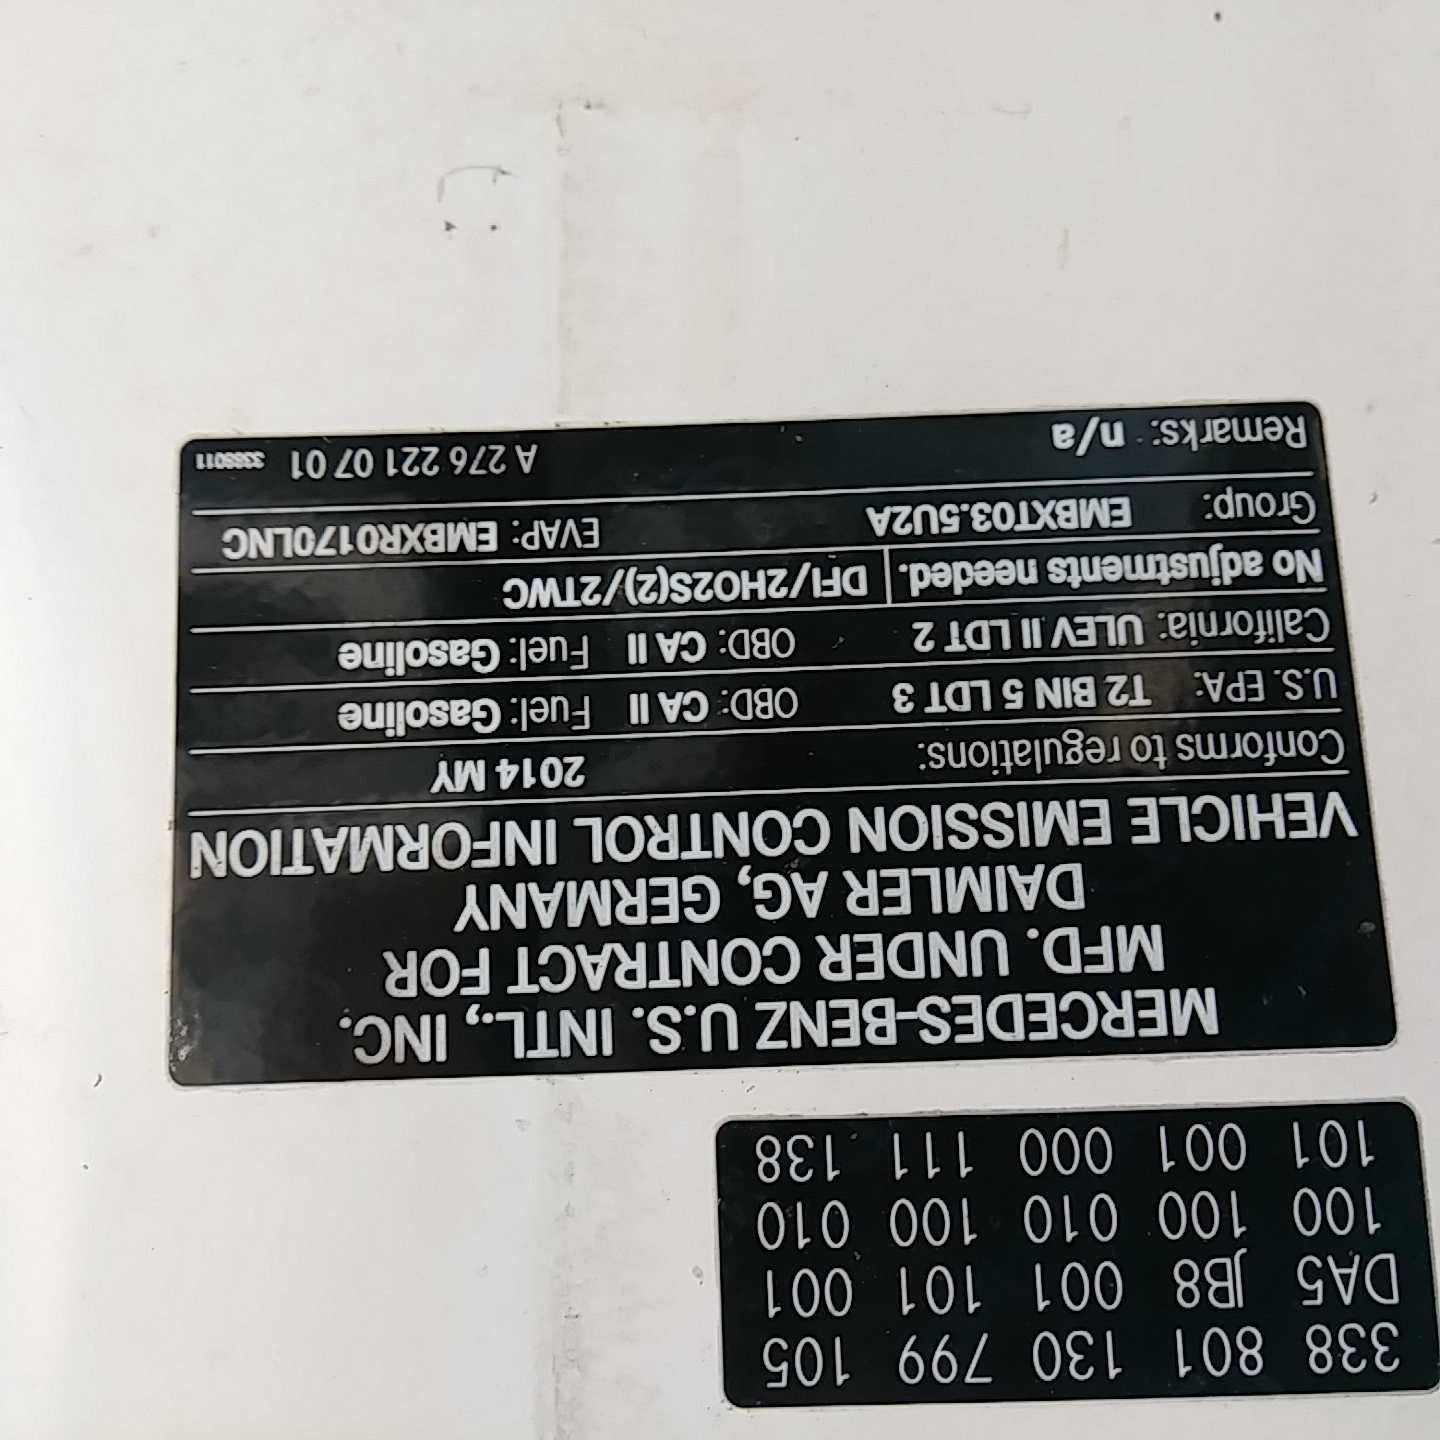 338 801 130 799 105
DA5 JB8 001 101 001
100 100 010 100 010
101 001 000 111 138
MERCEDES-BENZ U.S. INTL., INC.
MFD. UNDER CONTRACT FOR
DAIMLER AG, GERMANY
VEHICLE EMISSION CONTROL INFORMATION
Conforms to regulations: 2014 MY
U.S. EPA: T2 BIN 5 LDT 3 OBD: CA II Fuel: Gasoline
California: ULEV II LDT 2 OBD: CA II Fuel: Gasoline
No adjustments needed. DFI/2HO2S(2)/2TWC
Group: EMBXT03.5U2A EVAP: EMBXR0170LNC
Remarks: n/a A 276 221 07 01